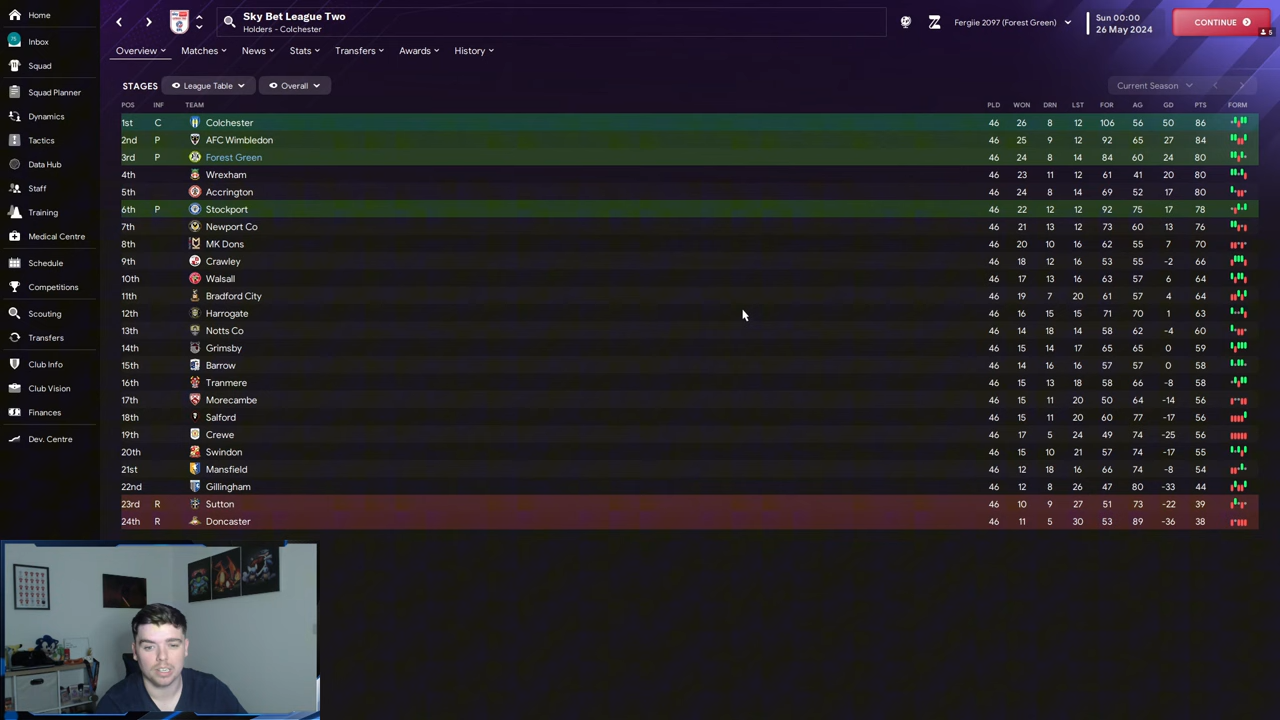 Home
Inbox
Squad
Squad Planner
Dynamics
Tactics
Data Hub
Staff
Training
Medical Centre
Schedule
Competitions
Scouting
Transfers
Club Info
Club Vision
Finances
Dev. Centre
Sky Bet League Two
Holders - Colchester
Fergiie 2097 (Forest Green)
Sun 00:00
26 May 2024
CONTINUE
5
Overview Matches News Stats Transfers Awards History
STAGES League Table Overall Current Season
POS INF TEAM PLD WON DRN LST FOR AG GD PTS FORM
1st C Colchester 46 26 8 12 106 56 50 86
2nd P AFC Wimbledon 46 25 9 12 92 65 27 84
3rd P Forest Green 46 24 8 14 84 60 24 80
4th Wrexham 46 23 11 12 61 41 20 80
5th Accrington 46 24 8 14 69 52 17 80
6th P Stockport 46 22 12 12 92 75 17 78
7th Newport Co 46 21 13 12 73 60 13 76
8th MK Dons 46 20 10 16 62 55 7 70
9th Crawley 46 18 12 16 53 55 -2 66
10th Walsall 46 17 13 16 63 57 6 64
11th Bradford City 46 19 7 20 61 57 4 64
12th Harrogate 46 16 15 15 71 70 1 63
13th Notts Co 46 14 18 14 58 62 -4 60
14th Grimsby 46 15 14 17 65 65 0 59
15th Barrow 46 14 16 16 57 57 0 58
16th Tranmere 46 15 13 18 58 66 -8 58
17th Morecambe 46 15 11 20 50 64 -14 56
18th Salford 46 15 11 20 60 77 -17 56
19th Crewe 46 17 5 24 49 74 -25 56
20th Swindon 46 15 10 21 57 74 -17 55
21st Mansfield 46 12 18 16 66 74 -8 54
22nd Gillingham 46 12 8 26 47 80 -33 44
23rd R Sutton 46 10 9 27 51 73 -22 39
24th R Doncaster 46 11 5 30 53 89 -36 38